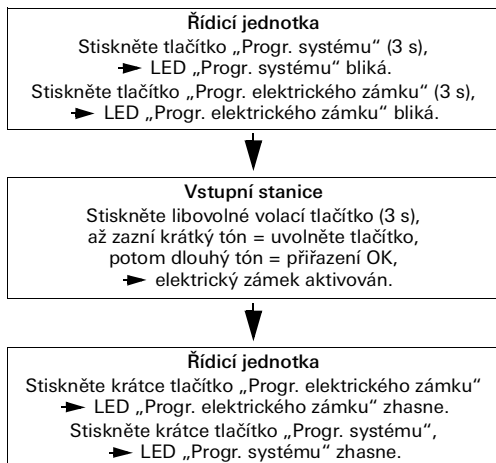 Řídicí jednotka
Stiskněte tlačítko „Progr. systému“ (3 s),
► LED „Progr. systému“ bliká.
Stiskněte tlačítko „Progr. elektrického zámku“ (3 s),
► LED „Progr. elektrického zámku“ bliká.
Vstupní stanice
Stiskněte libovolné volací tlačítko (3 s),
až zazní krátký tón = uvolněte tlačítko,
potom dlouhý tón = přiřazení OK,
► elektrický zámek aktivován.
Řídicí jednotka
Stiskněte krátce tlačítko „Progr. elektrického zámku“
► LED „Progr. elektrického zámku“ zhasne.
Stiskněte krátce tlačítko „Progr. systému“,
► LED „Progr. systému“ zhasne.